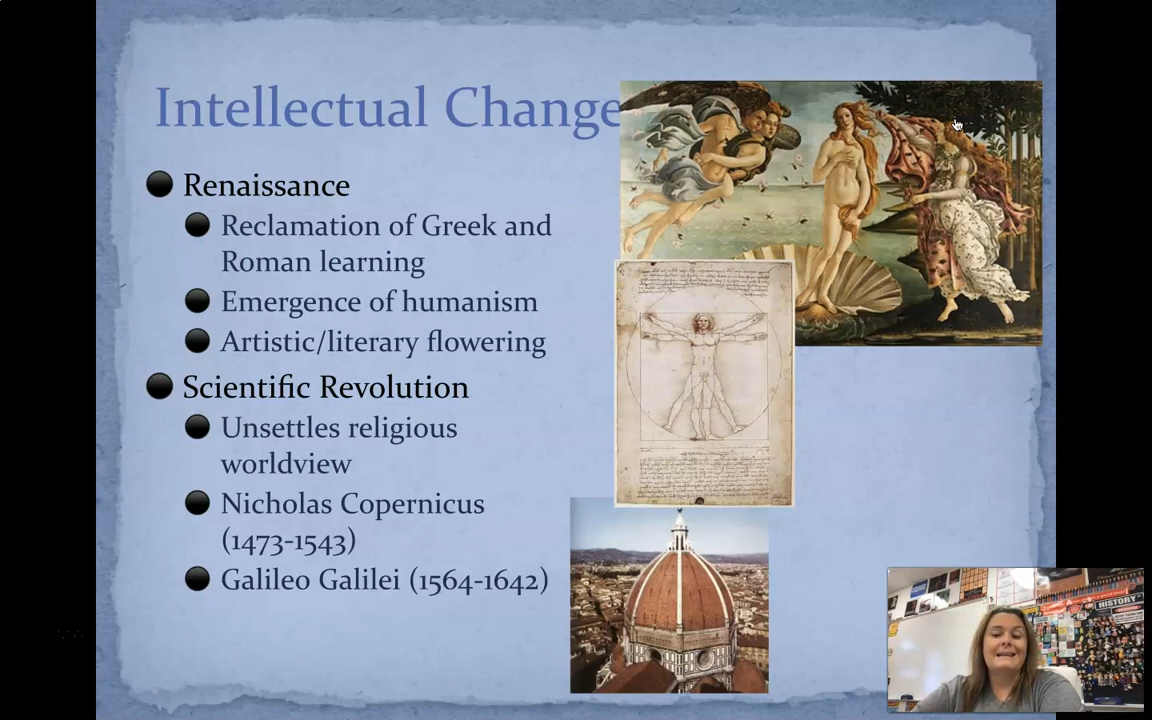 Intellectual Change
Renaissance
Reclamation of Greek and
Roman learning
Emergence of humanism
Artistic/literary flowering
Scientific Revolution
Unsettles religious
worldview
Nicholas Copernicus
(1473-1543)
Galileo Galilei (1564-1642)
HISTORY